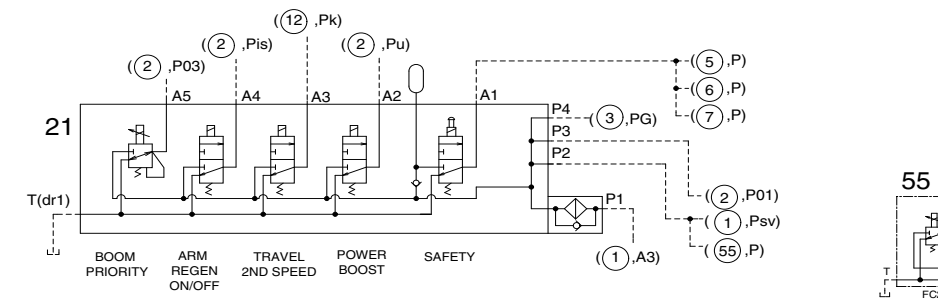 (12 ,Pk)
(2 ,Pis)
(2 ,Pu)
(2 ,P03)
(5 ,P)
(6 ,P)
(7 ,P)
A5
A4
A3
A2
A1
21
P4
(3 ,PG)
P3
P2
55
T(dr1)
P1
(2 ,P01)
(1 ,Psv)
(55 ,P)
(1 ,A3)
BOOM
PRIORITY
ARM
REGEN
ON/OFF
TRAVEL
2ND SPEED
POWER
BOOST
SAFETY
T